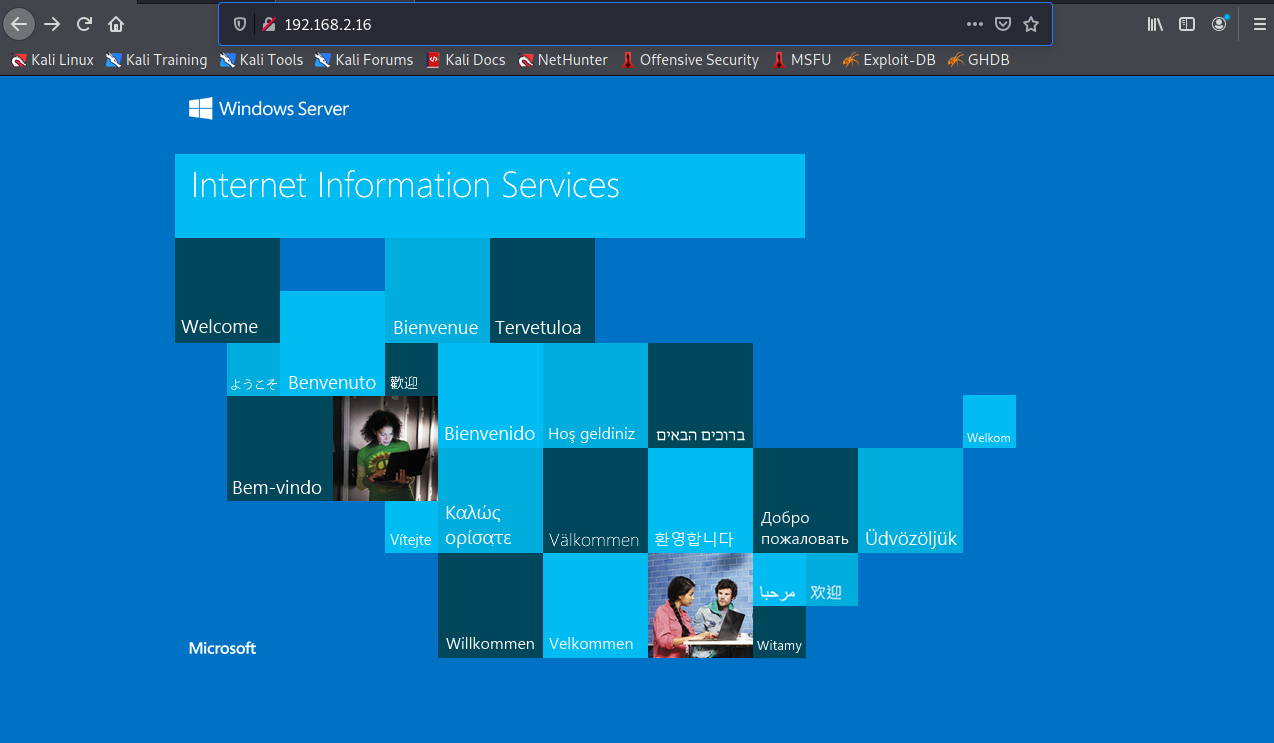 192.168.2.16
Kali Linux
Kali Training
Kali Tools
Kali Forums
Kali Docs
NetHunter
Offensive Security
MSFU
Exploit-DB
GHDB
Windows Server
Internet Information Services
Welcome
Bienvenue
Tervetuloa
ようこそ
Benvenuto
歡迎
Bienvenido
Hoş geldiniz
ברוכים הבאים
Welkom
Bem-vindo
Vítejte
Καλώς
ορίσατε
Välkommen
환영합니다
Добро
пожаловать
Üdvözöljük
Willkommen
Velkommen
مرحبا
欢迎
Witamy
Microsoft